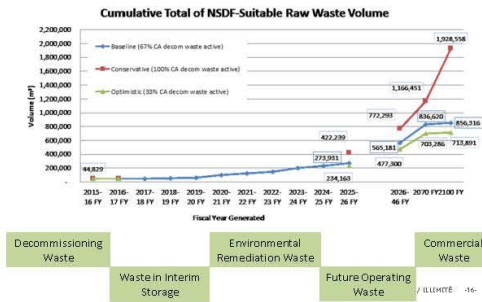 Cumulative Total of NSDF-Suitable Raw Waste Volume
2,200,000
2,000,000
1,800,000
1,600,000
1,400,000
1,200,000
1,000,000
800,000
600,000
400,000
200,000
-
Volume [m³]
Baseline (67% CA decom waste active)
Conservative (100% CA decom waste active)
Optimistic (33% CA decom waste active)
1,928,558
1,166,451
772,293
836,620
856,316
422,239
565,181
703,286
713,891
273,931
477,300
44,829
234,163
2015-16 FY
2016-17 FY
2017-18 FY
2018-19 FY
2019-20 FY
2020-21 FY
2021-22 FY
2022-23 FY
2023-24 FY
2024-25 FY
2025-26 FY
2026-46 FY
2070 FY
2100 FY
Fiscal Year Generated
Decommissioning
Waste
Environmental
Remediation Waste
Commercial
Waste
Waste in Interim
Storage
Future Operating
Waste
/ ILLIMITÉ -16-